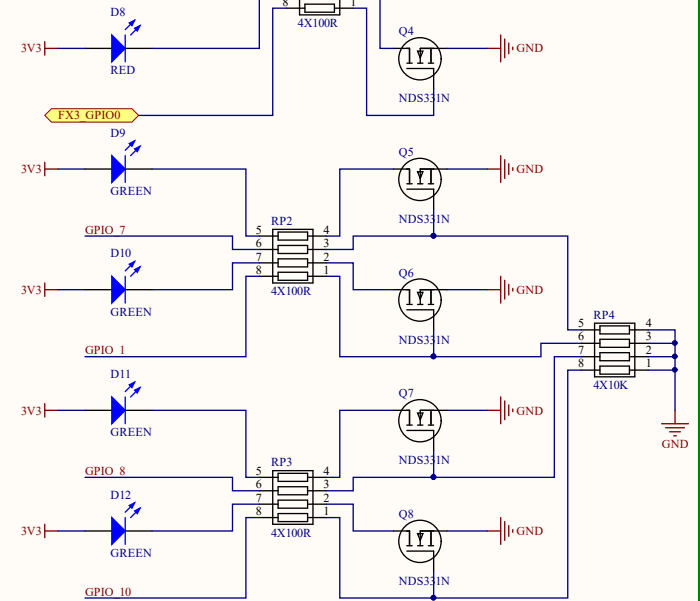 8 1
4X100R
D8
3V3
RED
Q4
GND
NDS331N
FX3_GPIO0
D9
3V3
GREEN
Q5
GND
NDS331N
GPIO_7
RP2
5 4
6 3
7 2
8 1
4X100R
D10
3V3
GREEN
Q6
GND
NDS331N
GPIO_1
RP4
5 4
6 3
7 2
8 1
4X10K
GND
D11
3V3
GREEN
Q7
GND
NDS331N
GPIO_8
RP3
5 4
6 3
7 2
8 1
4X100R
D12
3V3
GREEN
Q8
GND
NDS331N
GPIO_10